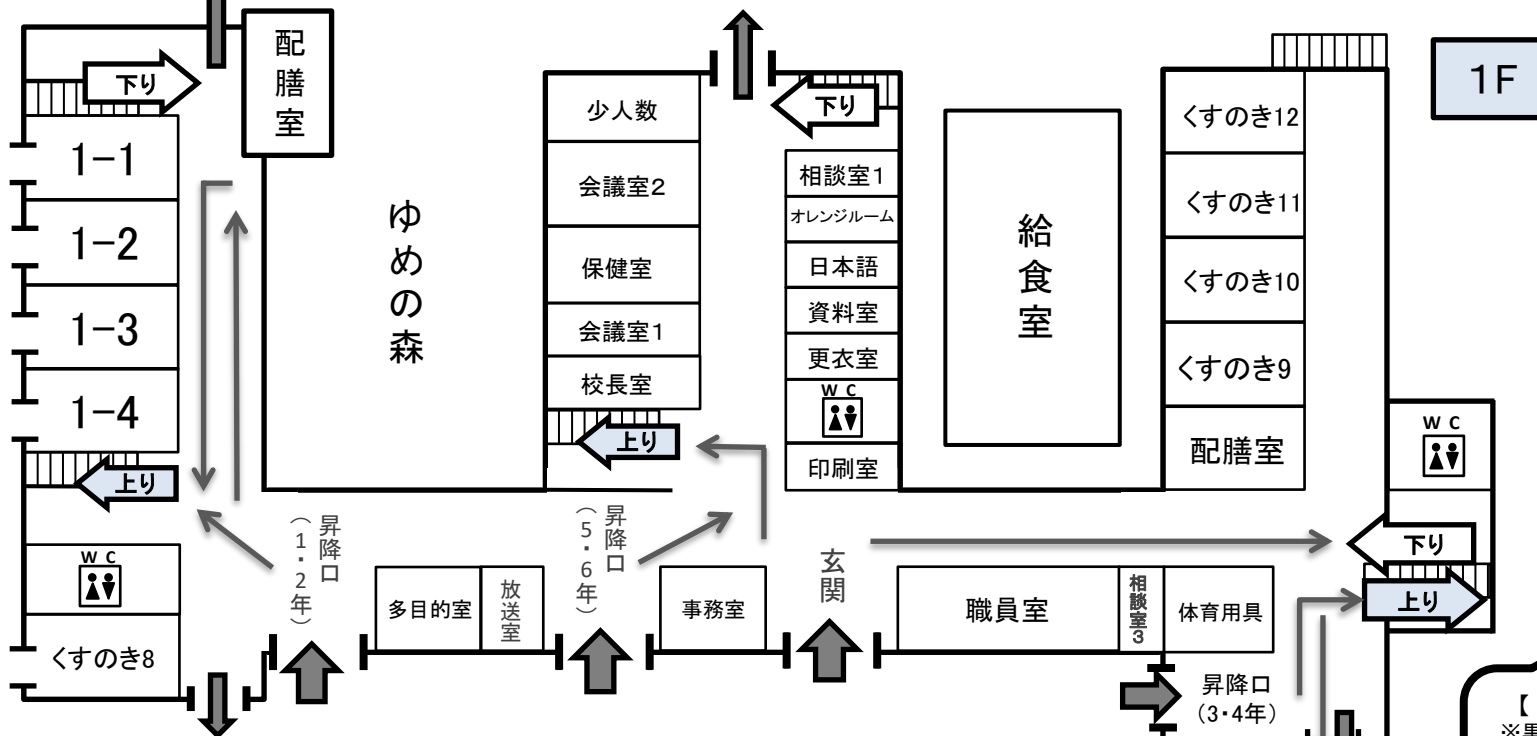 1F
配膳室
下り
1-1
1-2
1-3
1-4
上り
WC
くすのき8
ゆめの森
昇降口
(1・2年)
多目的室
放送室
昇降口
(5・6年)
事務室
少人数
会議室2
保健室
会議室1
校長室
上り
下り
相談室1
オレンジルーム
日本語
資料室
更衣室
WC
印刷室
玄関
給食室
職員室
相談室3
体育用具
くすのき12
くすのき11
くすのき10
くすのき9
配膳室
WC
下り
上り
昇降口
(3・4年)
【